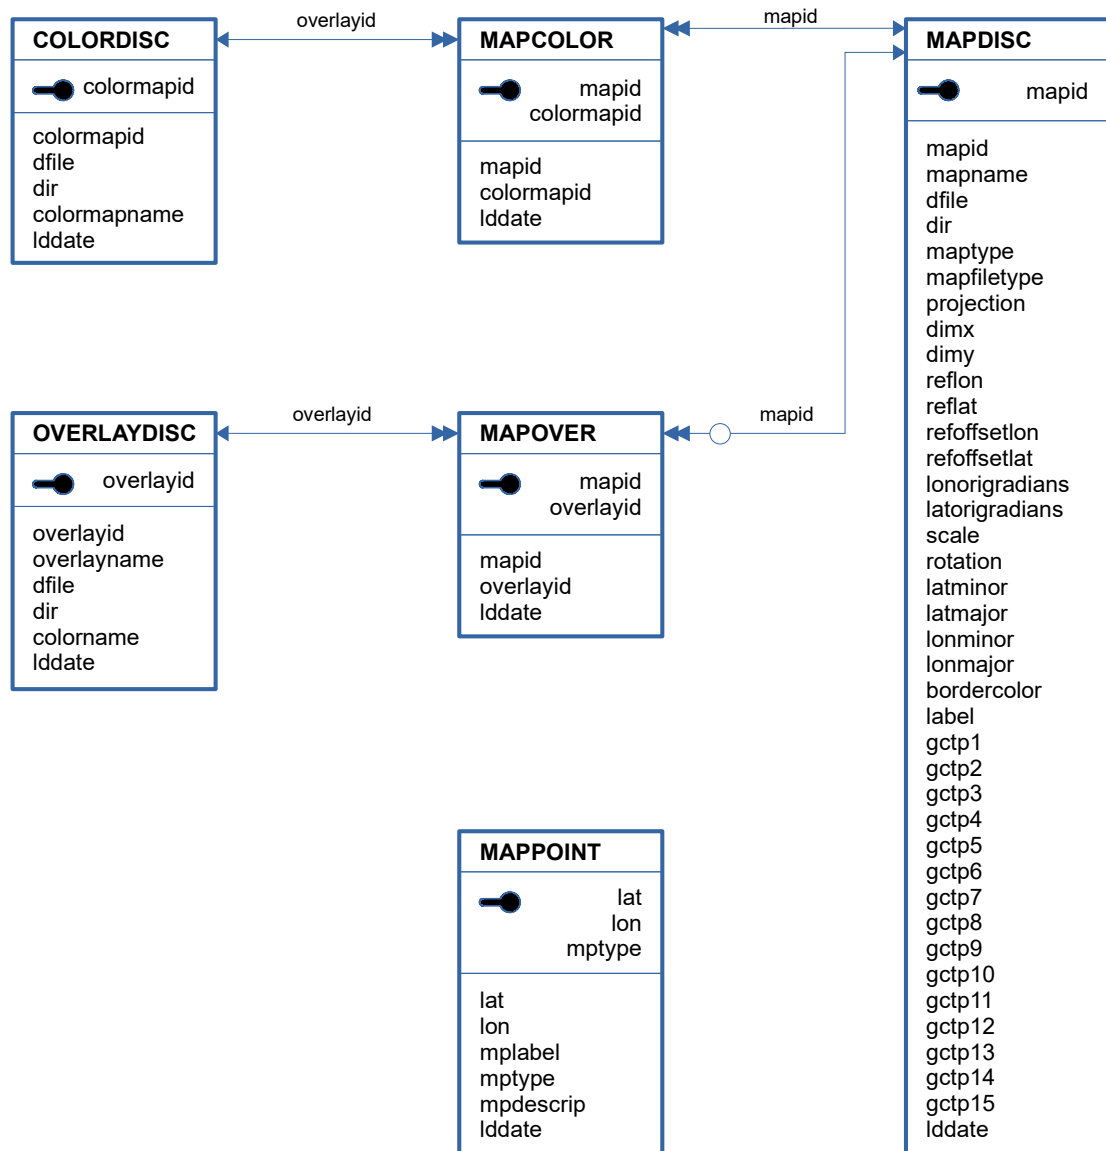 overlayid
mapid
COLORDISC
colormapid
colormapid
dfile
dir
colormapname
lddate
MAPCOLOR
mapid
colormapid
mapid
colormapid
lddate
MAPDISC
mapid
mapid
mapname
dfile
dir
maptype
mapfiletype
projection
dimx
dimy
reflon
reflat
refoffsetlon
refoffsetlat
lonorigradians
latorigradians
scale
rotation
latminor
latmajor
lonminor
lonmajor
bordercolor
label
gctp1
gctp2
gctp3
gctp4
gctp5
gctp6
gctp7
gctp8
gctp9
gctp10
gctp11
gctp12
gctp13
gctp14
gctp15
lddate
overlayid
mapid
OVERLAYDISC
overlayid
overlayid
overlayname
dfile
dir
colorname
lddate
MAPOVER
mapid
overlayid
mapid
overlayid
lddate
MAPPOINT
lat
lon
mptype
lat
lon
mplabel
mptype
mpdescrip
lddate